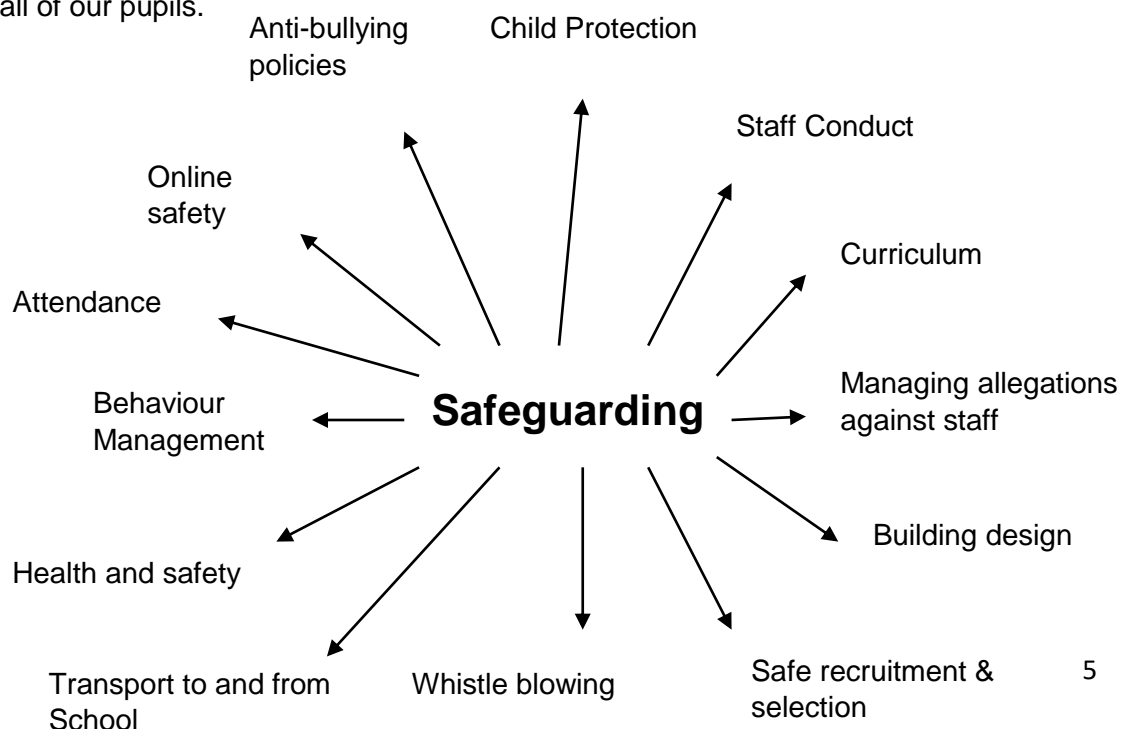 all of our pupils.
Anti-bullying
policies
Child Protection
Staff Conduct
Online
safety
Curriculum
Attendance
Managing allegations
against staff
Behaviour
Management
Safeguarding
Building design
Health and safety
Transport to and from
School
Whistle blowing
Safe recruitment &
selection
5